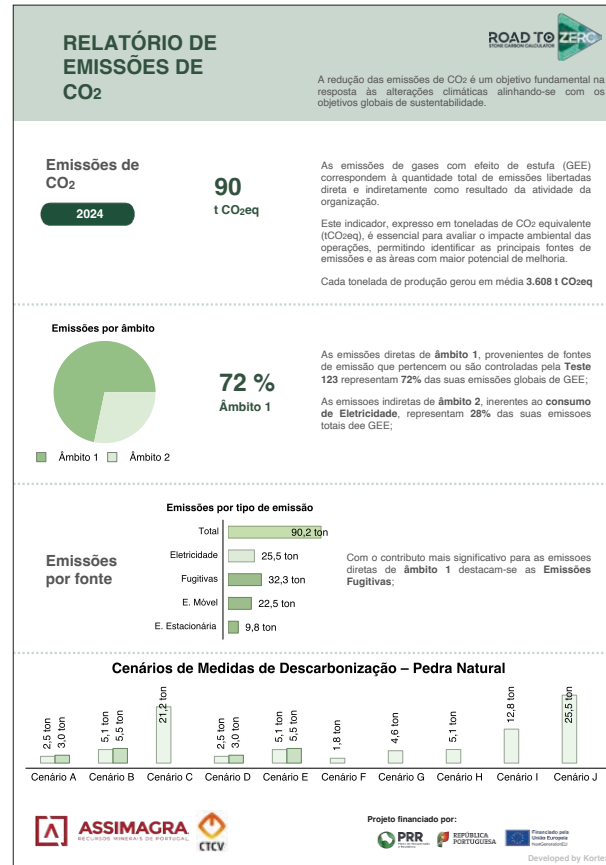 RELATÓRIO DE
EMISSÕES DE
CO2
ROAD TO ZERO
STONE CARBON CALCULATOR
A redução das emissões de CO2 é um objetivo fundamental na
resposta às alterações climáticas alinhando-se com os
objetivos globais de sustentabilidade.
Emissões de
CO2
2024
90
t CO2eq
As emissões de gases com efeito de estufa (GEE)
correspondem à quantidade total de emissões libertadas
direta e indiretamente como resultado da atividade da
organização.
Este indicador, expresso em toneladas de CO2 equivalente
(tCO2eq), é essencial para avaliar o impacte ambiental das
operações, permitindo identificar as principais fontes de
emissões e as àreas com maior potencial de melhoria.
Cada tonelada de produção gerou em média 3.608 t CO2eq
Emissões por âmbito
Âmbito 1 Âmbito 2
72 %
Âmbito 1
As emissões diretas de âmbito 1, provenientes de fontes
de emissão que pertencem ou são controladas pela Teste
123 representam 72% das suas emissões globais de GEE;
As emissoes indiretas de âmbito 2, inerentes ao consumo
de Eletricidade, representam 28% das suas emissoes
totais dee GEE;
Emissões
por fonte
Emissões por tipo de emissão
Total 90,2 ton
Eletricidade 25,5 ton
Fugitivas 32,3 ton
E. Móvel 22,5 ton
E. Estacionária 9,8 ton
Com o contributo mais significativo para as emissoes
diretas de âmbito 1 destacam-se as Emissões
Fugitivas;
Cenários de Medidas de Descarbonização – Pedra Natural
2,5 ton 3,0 ton 5,1 ton 5,5 ton 21,2 ton 2,5 ton 3,0 ton 5,1 ton 5,5 ton 1,8 ton 4,6 ton 5,1 ton 12,8 ton 25,5 ton
Cenário A Cenário B Cenário C Cenário D Cenário E Cenário F Cenário G Cenário H Cenário I Cenário J
ASSIMAGRA
RECURSOS MINERAIS DE PORTUGAL
CTCV
Projeto financiado por:
PRR
REPÚBLICA
PORTUGUESA
Financiado pela
União Europeia
NextGenerationEU
Developed by Korte